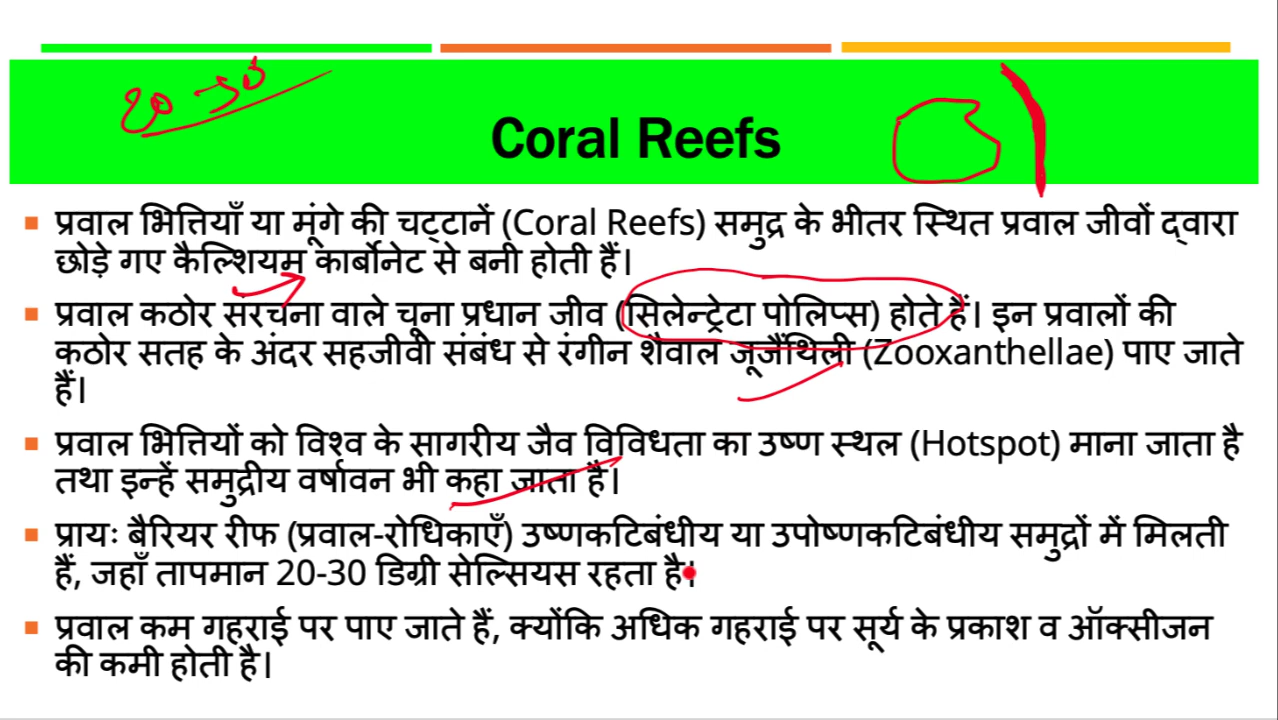 20-30
Coral Reefs
प्रवाल भित्तियाँ या मूंगे की चट्टानें (Coral Reefs) समुद्र के भीतर स्थित प्रवाल जीवों द्वारा
छोड़े गए कैल्शियम कार्बोनेट से बनी होती हैं।
प्रवाल कठोर संरचना वाले चूना प्रधान जीव (सिलेन्ट्रेटा पोलिप्स) होते हैं। इन प्रवालों की
कठोर सतह के अंदर सहजीवी संबंध से रंगीन शैवाल जूजैंथिली (Zooxanthellae) पाए जाते
हैं।
प्रवाल भित्तियों को विश्व के सागरीय जैव विविधता का उष्ण स्थल (Hotspot) माना जाता है
तथा इन्हें समुद्रीय वर्षावन भी कहा जाता है।
प्रायः बैरियर रीफ (प्रवाल-रोधिकाएँ) उष्णकटिबंधीय या उपोष्णकटिबंधीय समुद्रों में मिलती
हैं, जहाँ तापमान 20-30 डिग्री सेल्सियस रहता है।
प्रवाल कम गहराई पर पाए जाते हैं, क्योंकि अधिक गहराई पर सूर्य के प्रकाश व ऑक्सीजन
की कमी होती है।